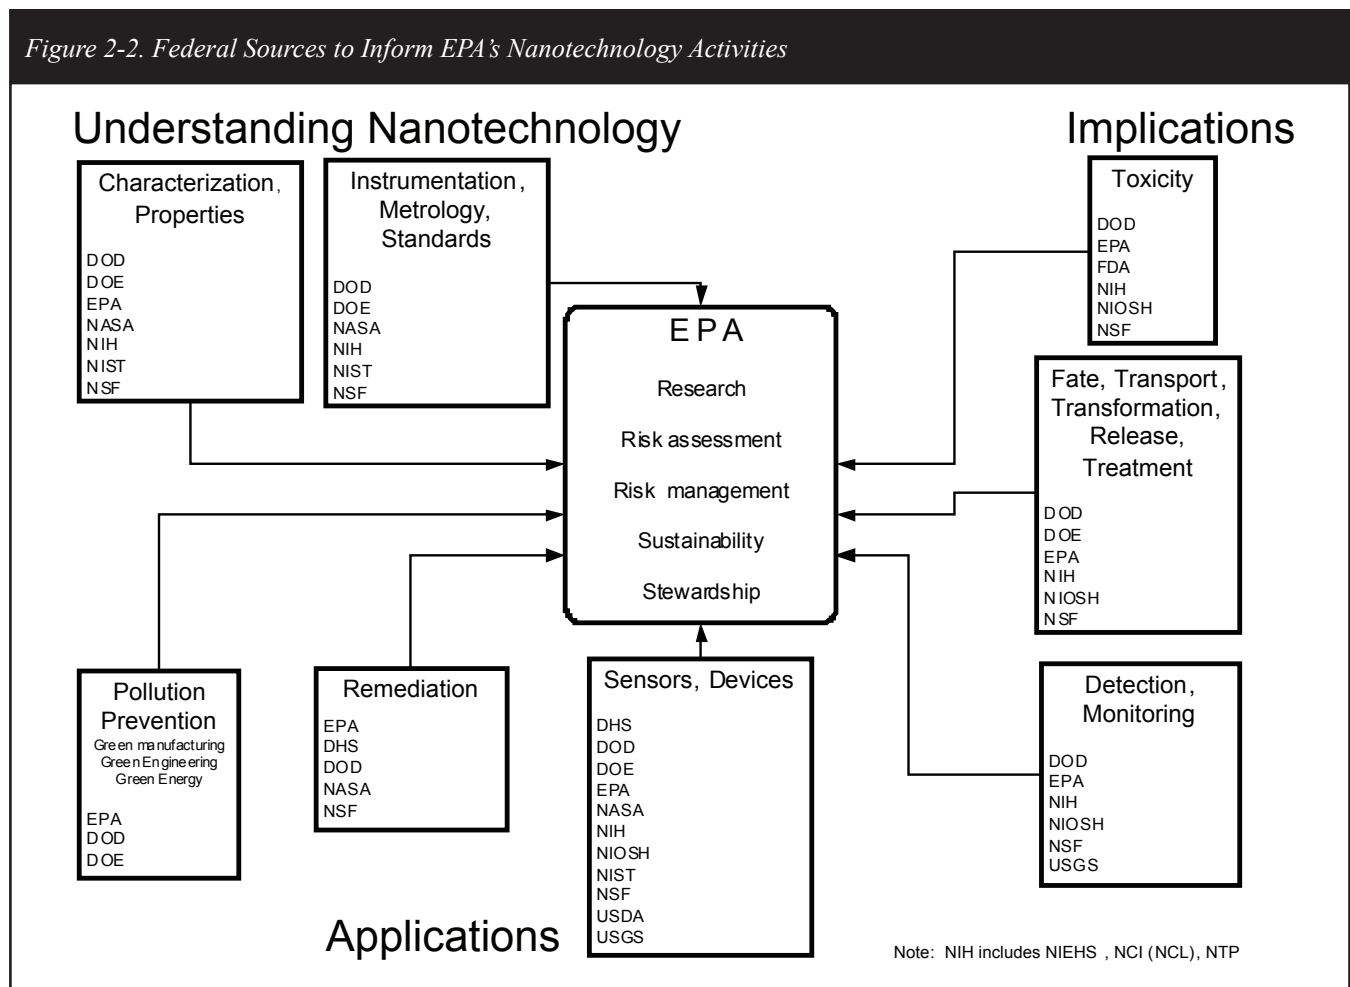 Figure 2-2. Federal Sources to Inform EPA's Nanotechnology Activities
Understanding Nanotechnology
Characterization,
Properties
DOD
DOE
EPA
NASA
NIH
NIST
NSF
Instrumentation,
Metrology,
Standards
DOD
DOE
NASA
NIH
NIST
NSF
Implications
Toxicity
DOD
EPA
FDA
NIH
NIOSH
NSF
EPA
Research
Risk assessment
Risk management
Sustainability
Stewardship
Fate, Transport,
Transformation,
Release,
Treatment
DOD
DOE
EPA
NIH
NIOSH
NSF
Pollution
Prevention
Green manufacturing
Green Engineering
Green Energy
EPA
DOD
DOE
Remediation
EPA
DHS
DOD
NASA
NSF
Sensors, Devices
DHS
DOD
DOE
EPA
NASA
NIH
NIOSH
NIST
NSF
USDA
USGS
Detection,
Monitoring
DOD
EPA
NIH
NIOSH
NSF
USGS
Applications
Note: NIH includes NIEHS , NCI (NCL), NTP